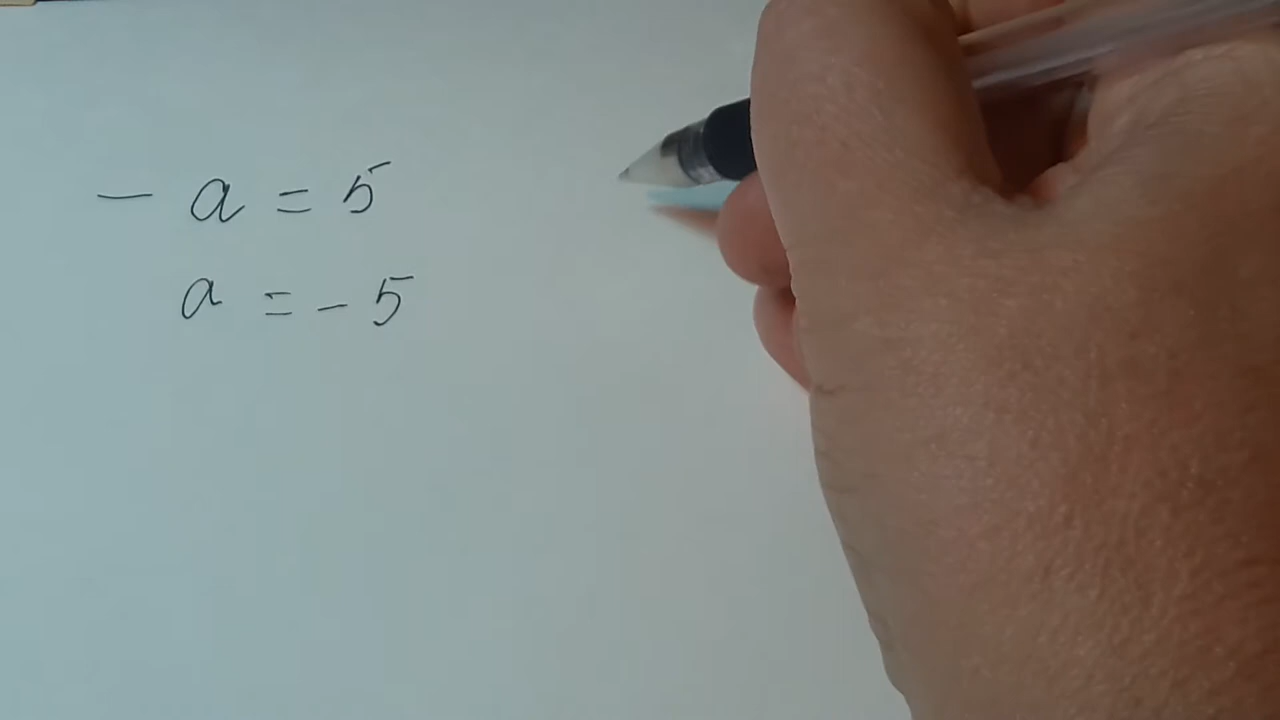 - a = 5
a = - 5